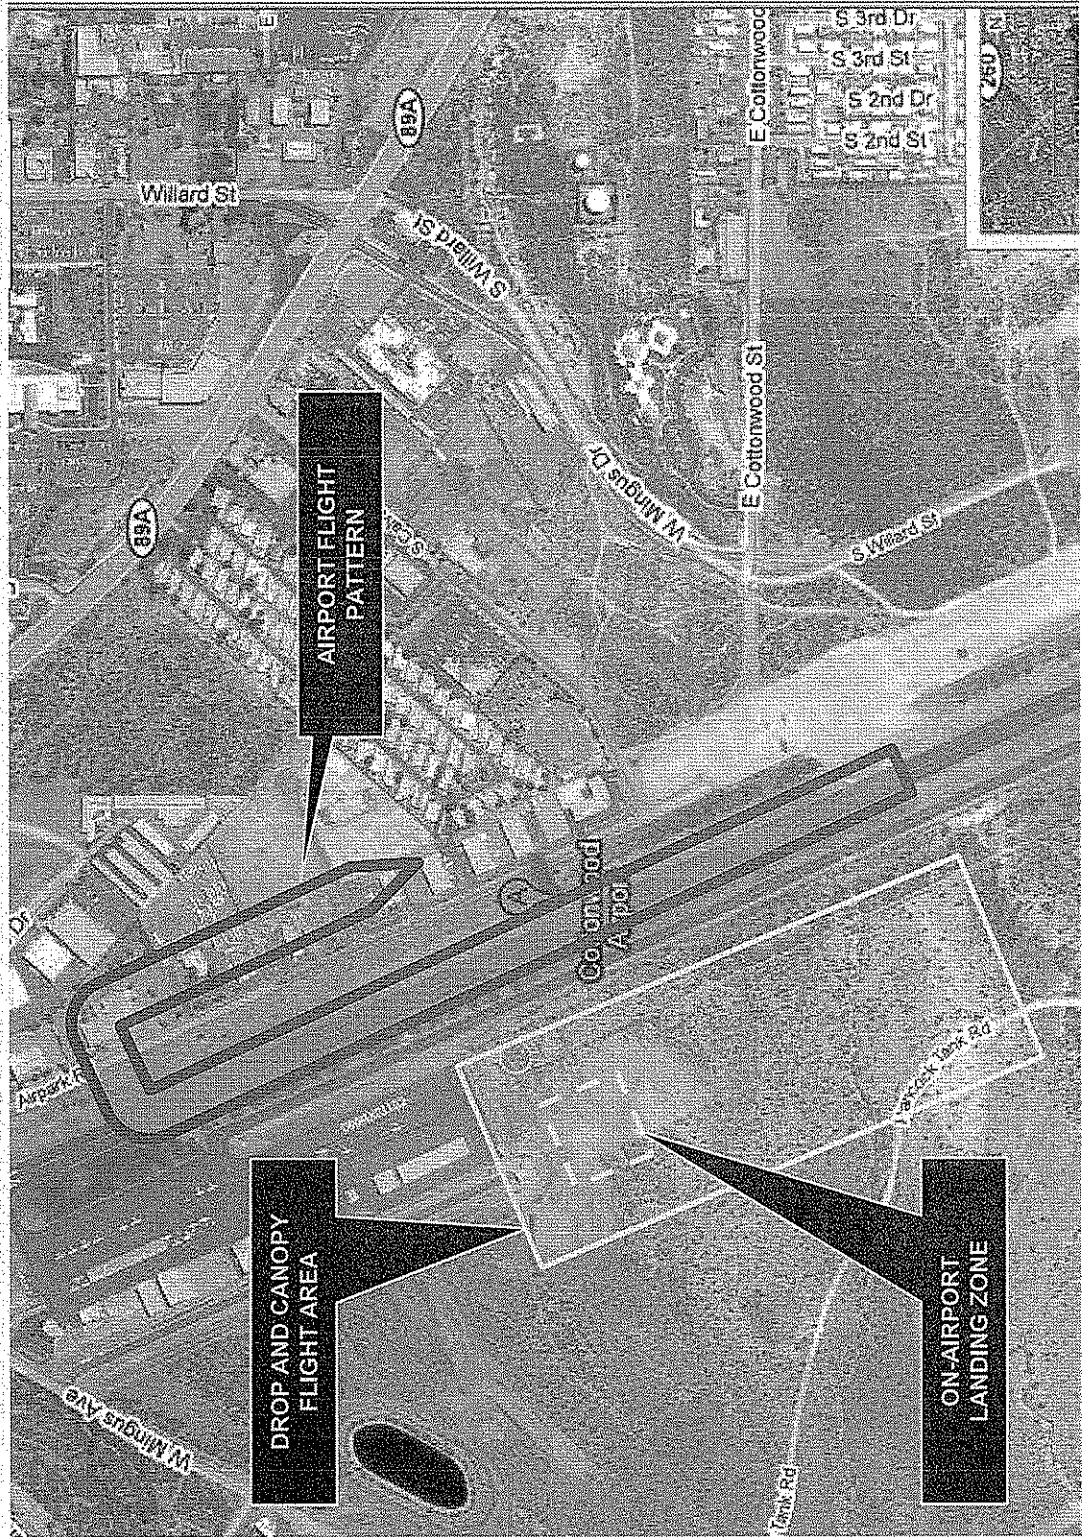 S 3rd Dr
S 3rd St
S 2nd Dr
S 2nd St
E Cottonwood
260
N
E
89A
Willard St
S Willard St
E Cottonwood St
W Mingus Dr
S Willard St
89A
AIRPORT FLIGHT
PATTERN
Dr
A
Airpark R
Tank Rd
W Mingus Ave
DROP AND CANOPY
FLIGHT AREA
ON-AIRPORT
LANDING ZONE
Tank Rd